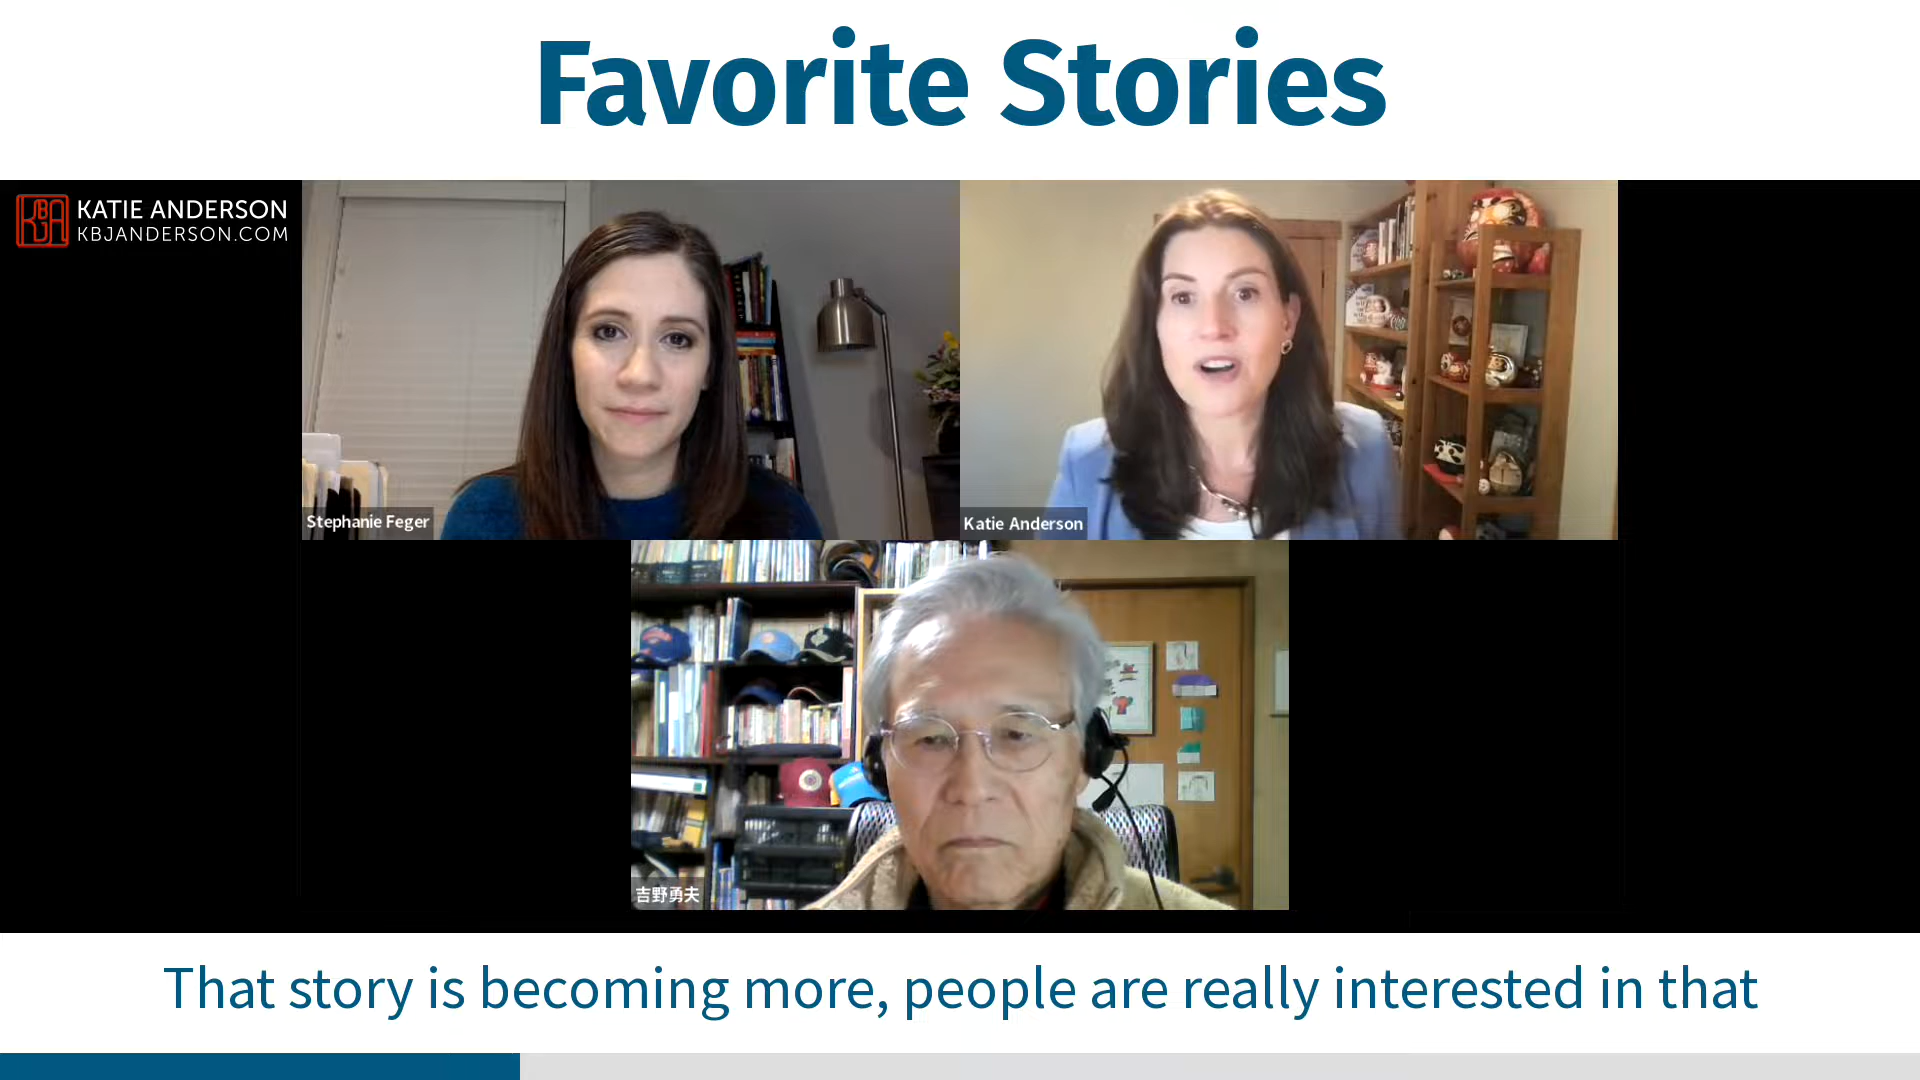 Favorite Stories
KATIE ANDERSON
KBJANDERSON.COM
Stephanie Feger
Katie Anderson
吉野勇夫
That story is becoming more, people are really interested in that